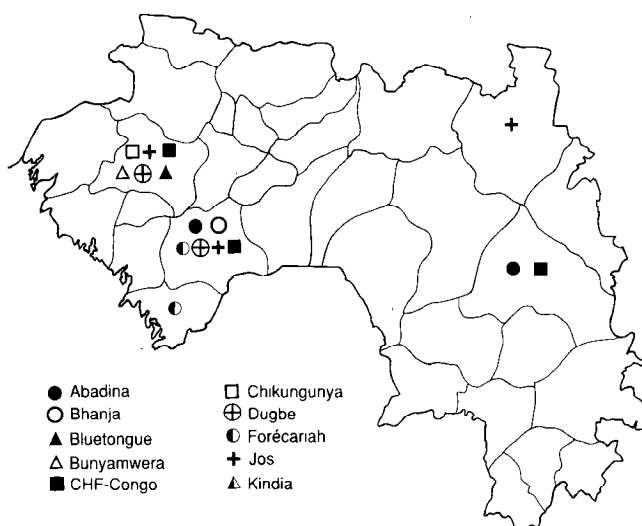 Abadina
Bhanja
Bluetongue
Bunyamwera
CHF-Congo
Chikungunya
Dugbe
Forécariah
Jos
Kindia